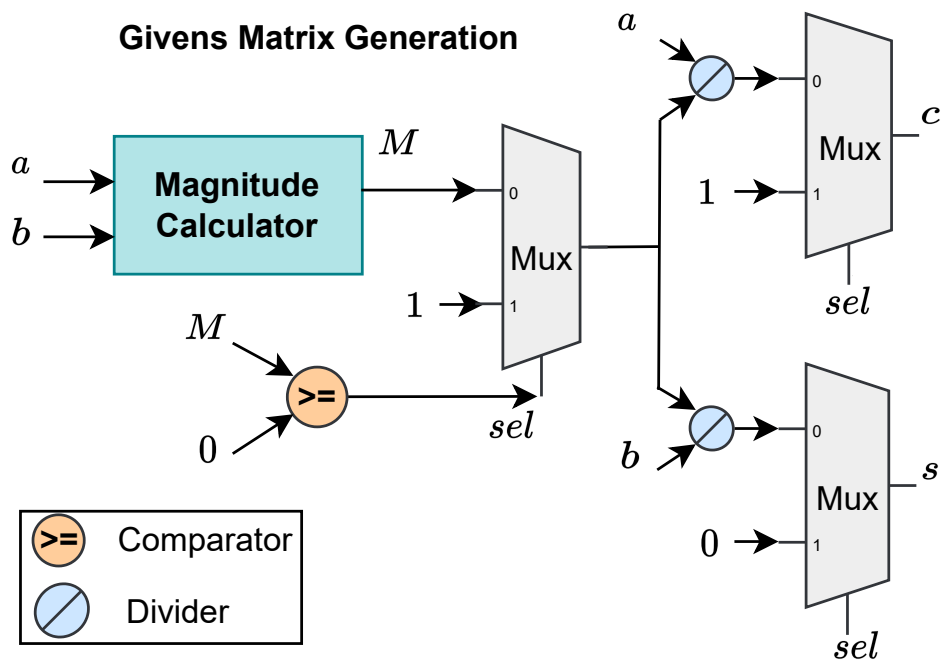 Givens Matrix Generation
a
b
Magnitude
Calculator
M
0
1
Mux
M
0
>=
sel
a
0
1
1
Mux
c
sel
b
0
0
1
Mux
s
sel
>=
Comparator
Divider
1